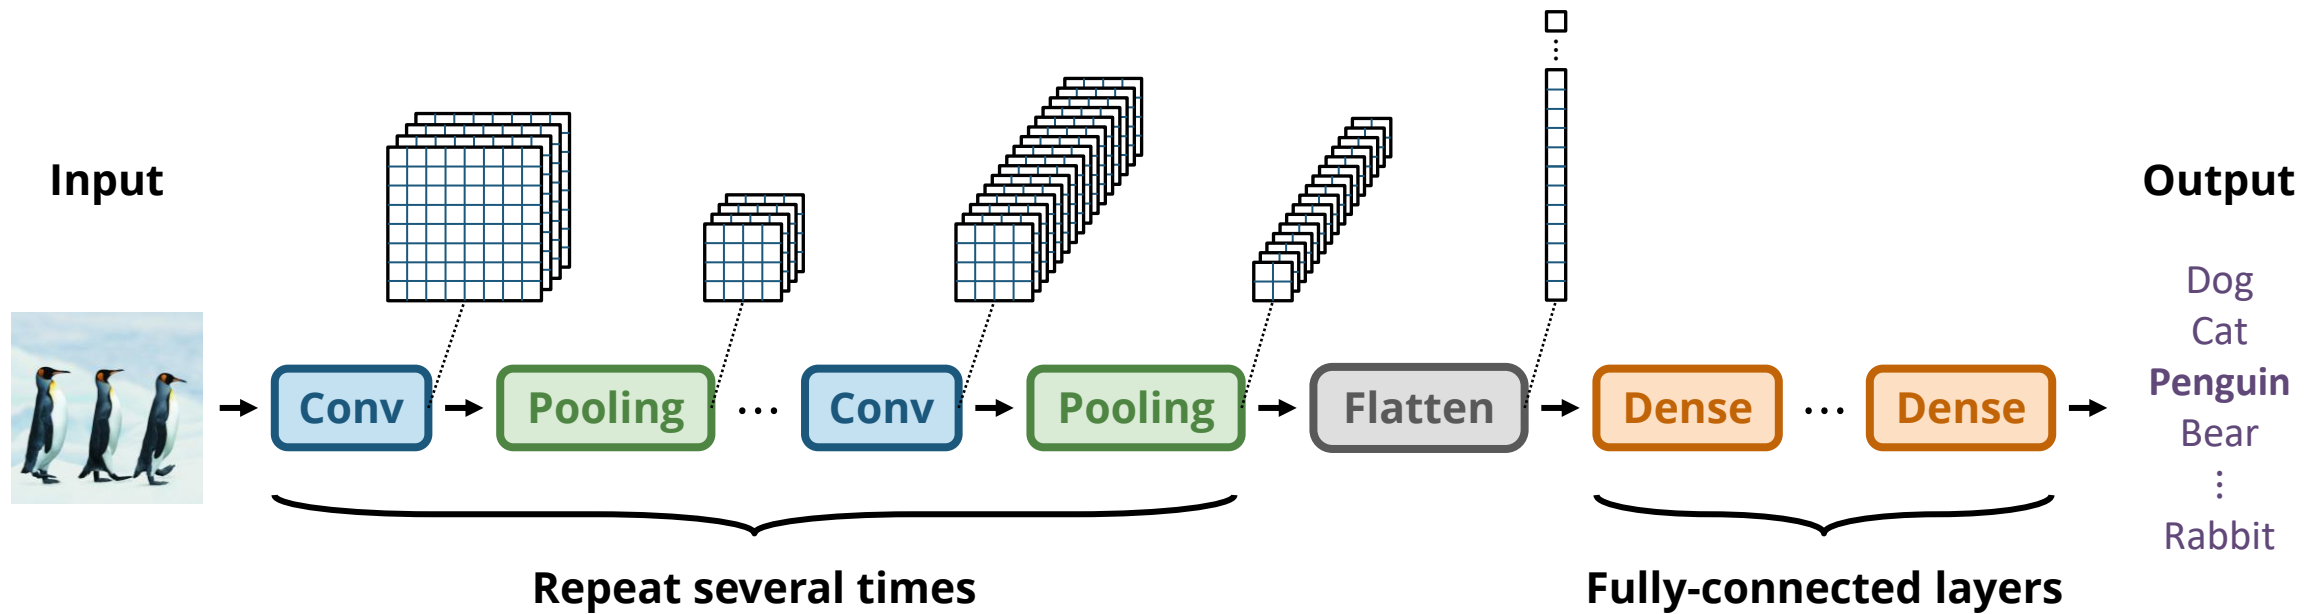 Input
Output
Conv
Pooling
...
Conv
Pooling
Flatten
Dense
...
Dense
Dog
Cat
Penguin
Bear
⋮
Rabbit
Repeat several times
Fully-connected layers